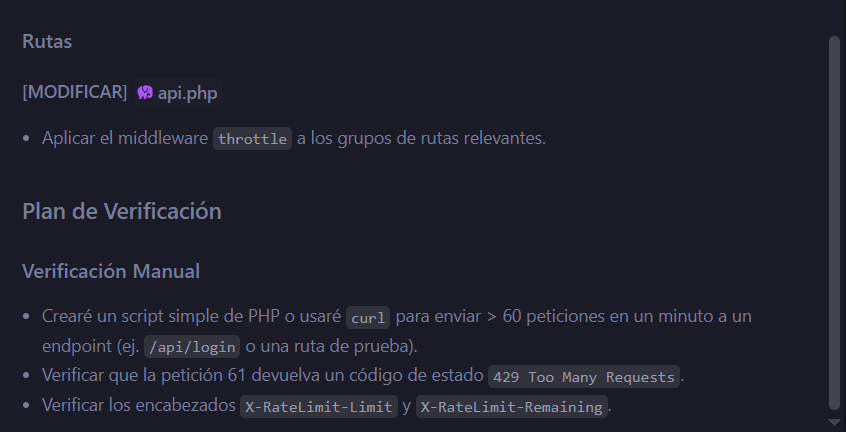 Rutas
[MODIFICAR] api.php
• Aplicar el middleware throttle a los grupos de rutas relevantes.
Plan de Verificación
Verificación Manual
• Crearé un script simple de PHP o usaré curl para enviar > 60 peticiones en un minuto a un
endpoint (ej. /api/login o una ruta de prueba).
• Verificar que la petición 61 devuelva un código de estado 429 Too Many Requests.
• Verificar los encabezados X-RateLimit-Limit y X-RateLimit-Remaining.